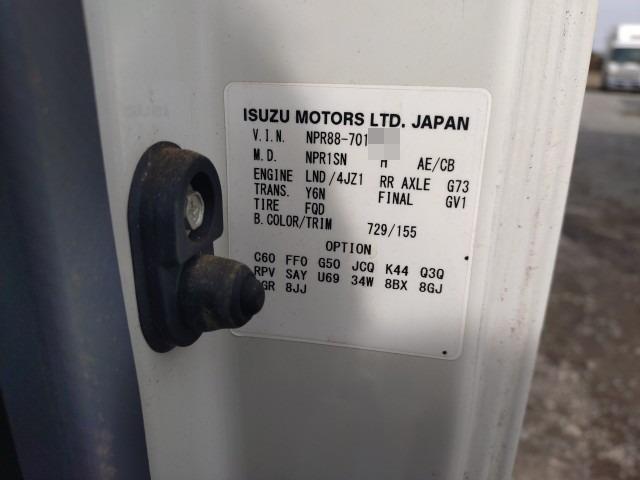 ISUZU MOTORS LTD. JAPAN
V.I.N. NPR88-701
M.D. NPR1SN H AE/CB
ENGINE LND/4JZ1 RR AXLE G73
TRANS. Y6N FINAL GV1
TIRE FQD
B.COLOR/TRIM 729/155
OPTION
C60 FF0 G50 JCQ K44 Q3Q
RPV SAY U69 34W 8BX 8GJ
8JJ